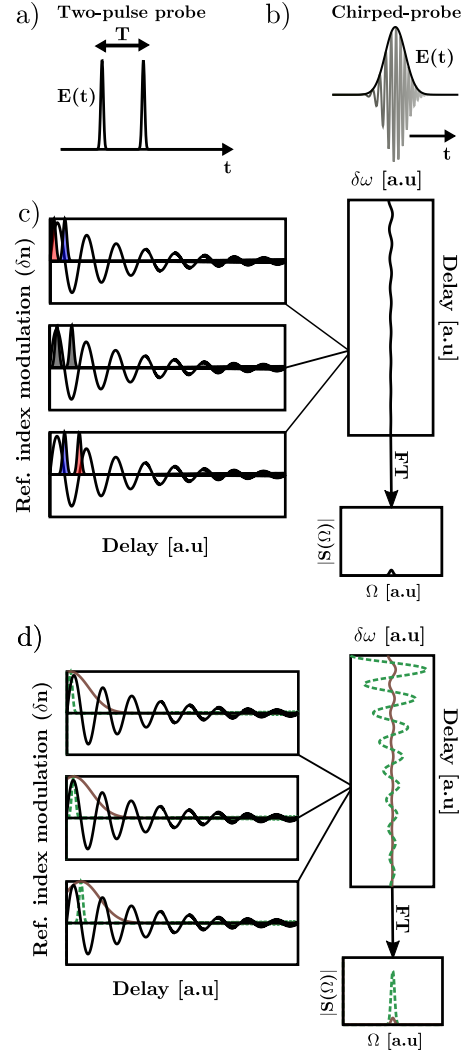 a) Two-pulse probe
T
E(t)
t
b) Chirped-probe
E(t)
t
δω [a.u]
c)
Ref. index modulation (δn)
Delay [a.u]
Delay [a.u]
FT
|S(Ω)|
Ω [a.u]
d)
δω [a.u]
Ref. index modulation (δn)
Delay [a.u]
Delay [a.u]
FT
|S(Ω)|
Ω [a.u]